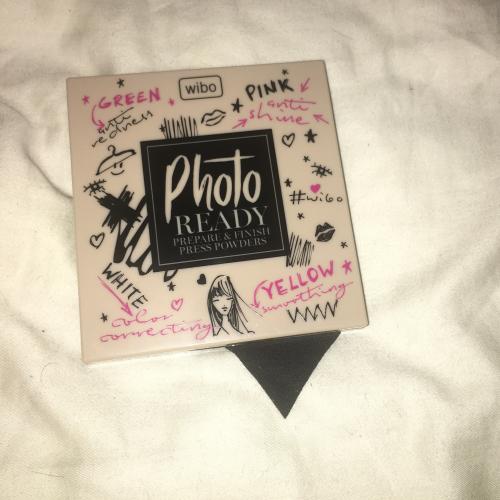 wibo
GREEN
anti
redness
PINK
anti
shine
Photo
READY
PREPARE & FINISH
PRESS POWDERS
#wibo
WHITE
color
correcting
YELLOW
smoothing